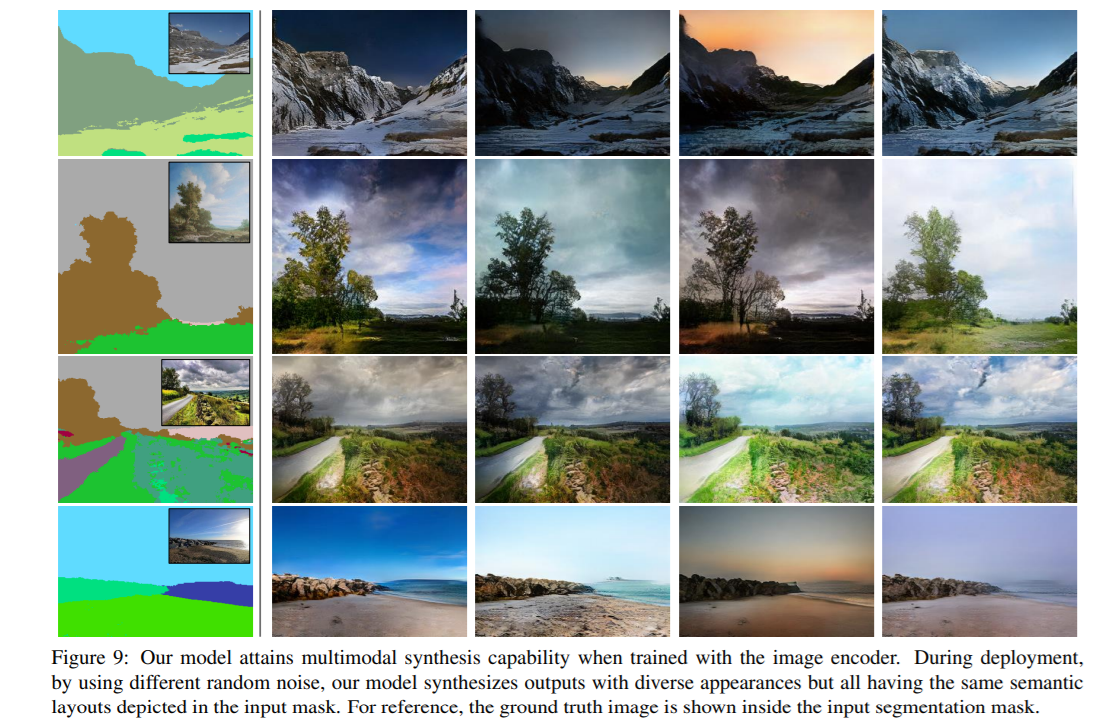 Figure 9: Our model attains multimodal synthesis capability when trained with the image encoder. During deployment,
by using different random noise, our model synthesizes outputs with diverse appearances but all having the same semantic
layouts depicted in the input mask. For reference, the ground truth image is shown inside the input segmentation mask.